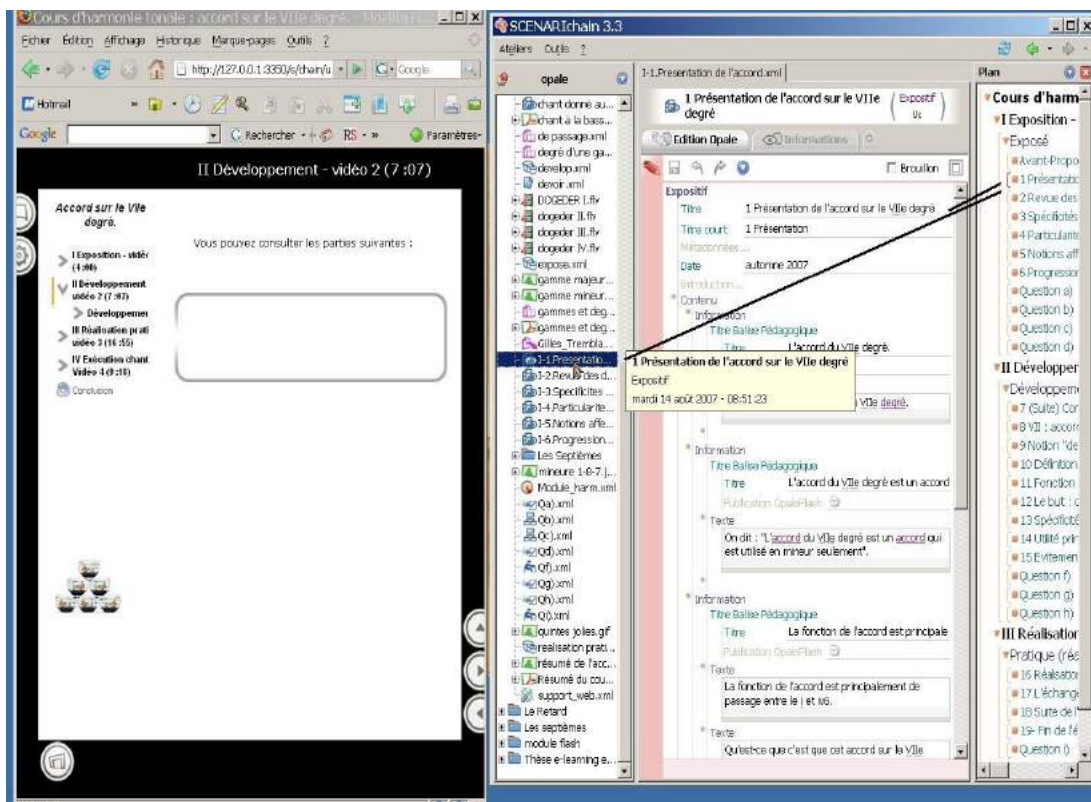 Cours d'harmonie tonale : accord sur le VIIe degré.
Fichier Édition Affichage Historique Marque-pages Outils ?
http://127.0.0.1:3350/s/chain/u
Google
Hotmail
Google
Rechercher
RS
Paramètres
II Développement - vidéo 2 (7 :07)
Accord sur le VIIe
degré.
Vous pouvez consulter les parties suivantes :
I Exposition - vidéo
(4:00)
II Développement
vidéo 2 (7 :07)
Développemen
III Réalisation prati
vidéo 3 (16 :55)
IV Exécution chant
Vidéo 4 (9 :18)
Conclusion
SCENARIchain 3.3
Ateliers Outils ?
opale
chant donné au...
chant à la bass...
de passage.xml
degré d'une ga...
develop.xml
devoir .xml
DOGEDER I.flv
dogeder II.flv
dogeder III.flv
dogeder IV.flv
expose.xml
gamme majeur...
gamme mineur...
gammes et deg...
gammes et deg...
Gilles_Trembla...
I-1.Presentatio...
I-2.Revue des d...
I-3.Specificites ...
I-4.Particularite...
I-5.Notions affe...
I-6.Progression...
Les Septièmes
mineure 1-8-7.j...
Module_harm.xml
Qa).xml
Qb).xml
Qc).xml
Qd).xml
Qf).xml
Qg).xml
Qh).xml
Qi).xml
quintes jolies.gif
realisation prati...
résumé de l'acc...
Résumé du cou...
support_web.xml
Le Retard
Les septièmes
module flash
Thèse e-learning e...
I-1.Presentation de l'accord.xml
1 Présentation de l'accord sur le VIIe
degré
Expositif
Uc
Edition Opale
Informations
Brouillon
Expositif
Titre 1 Présentation de l'accord sur le VIIe degré
Titre court 1 Présentation
Métadonnées ...
Date automne 2007
Introduction...
Contenu
Information
Titre Balise Pédagogique
Titre L'accord du VIIe degré.
1 Présentation de l'accord sur le VIIe degré
Expositif
mardi 14 août 2007 - 08:51:23
VIIe degré.
Information
Titre Balise Pédagogique
Titre L'accord du VIIe degré est un accord
Publication OpaleFlash
Texte
On dit : "L'accord du VIIe degré est un accord qui
est utilisé en mineur seulement".
Information
Titre Balise Pédagogique
Titre La fonction de l'accord est principale
Publication OpaleFlash
Texte
La fonction de l'accord est principalement de
passage entre le i et iv6.
Texte
Qu'est-ce que c'est que cet accord sur le VIIe
Plan
Cours d'harm
I Exposition -
Exposé
Avant-Propo
1 Présentatio
2 Revue des
3 Spécificités
4 Particularité
5 Notions aff
6 Progression
Question a)
Question b)
Question c)
Question d)
II Développer
Développeme
7 (Suite) Con
8 VII : accord
9 Notion "de
10 Définition
11 Fonction
12 Le but : c
13 Spécificité
14 Utilité prin
15 Evitemen
Question f)
Question g)
Question h)
III Réalisation
Pratique (réa
16 Réalisation
17 L'échange
18 Suite de l'
19- Fin de l'é
Question i)